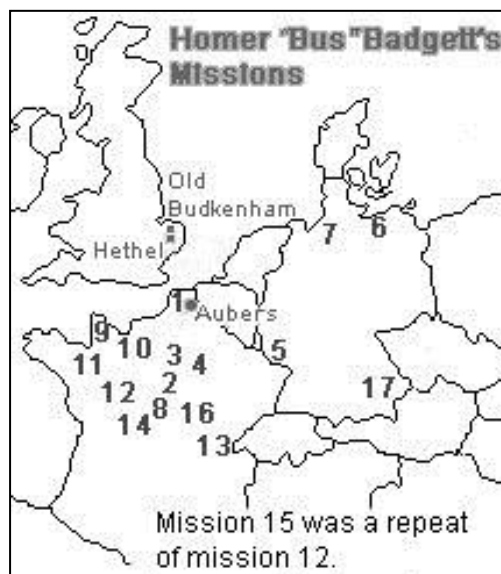 Homer "Bus" Badgett's
Missions
Old
Budkenham
Hethel
7
6
1
Aubers
9
10
3
4
5
11
2
12
17
8
14
16
13
Mission 15 was a repeat
of mission 12.